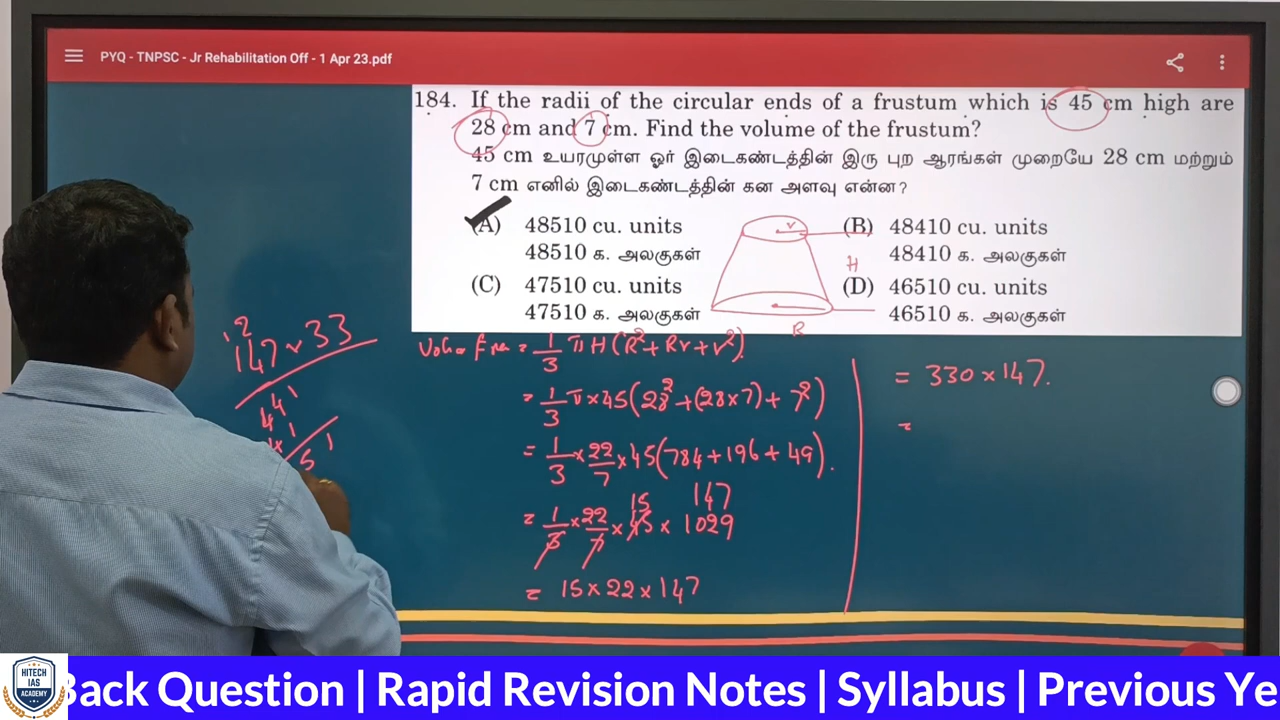 PYQ - TNPSC - Jr Rehabilitation Off - 1 Apr 23.pdf
184. If the radii of the circular ends of a frustum which is 45 cm high are
28 cm and 7 cm. Find the volume of the frustum?
45 cm உயரமுள்ள ஓர் இடைகண்டத்தின் இரு புற ஆரங்கள் முறையே 28 cm மற்றும்
7 cm எனில் இடைகண்டத்தின் கன அளவு என்ன?
(A) 48510 cu. units
48510 க. அலகுகள்
(B) 48410 cu. units
48410 க. அலகுகள்
(C) 47510 cu. units
47510 க. அலகுகள்
(D) 46510 cu. units
46510 க. அலகுகள்
r
H
R
= 1/3 π H (R² + Rr + r²).
= 1/3 π × 45 (28² + (28×7) + 7²)
= 1/3 × 22/7 × 45 (784 + 196 + 49).
15 147
= 1/3 × 22/7 × 45 × 1029
= 15 × 22 × 147
= 330 × 147.
=
12
147 × 33
441
441
51
HITECH
IAS
ACADEMY
Back Question | Rapid Revision Notes | Syllabus | Previous Ye